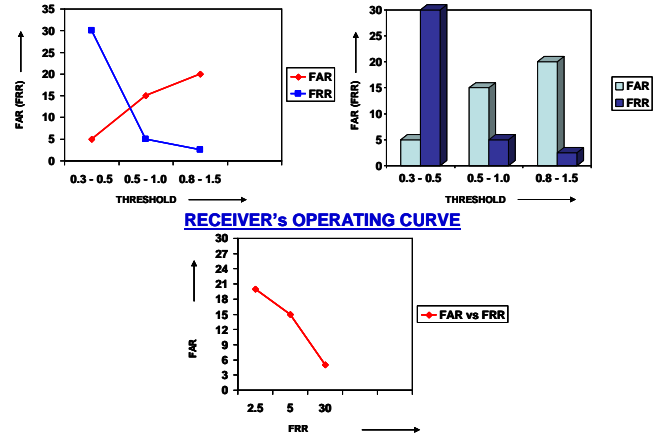 35
30
25
20
15
10
5
0
FAR (FRR)
0.3 - 0.5 0.5 - 1.0 0.8 - 1.5
THRESHOLD
FAR
FRR
30
25
20
15
10
5
0
FAR (FRR)
0.3 - 0.5 0.5 - 1.0 0.8 - 1.5
THRESHOLD
FAR
FRR
RECEIVER's OPERATING CURVE
30
27
24
21
18
15
12
9
6
3
0
FAR
2.5 5 30
FRR
FAR vs FRR